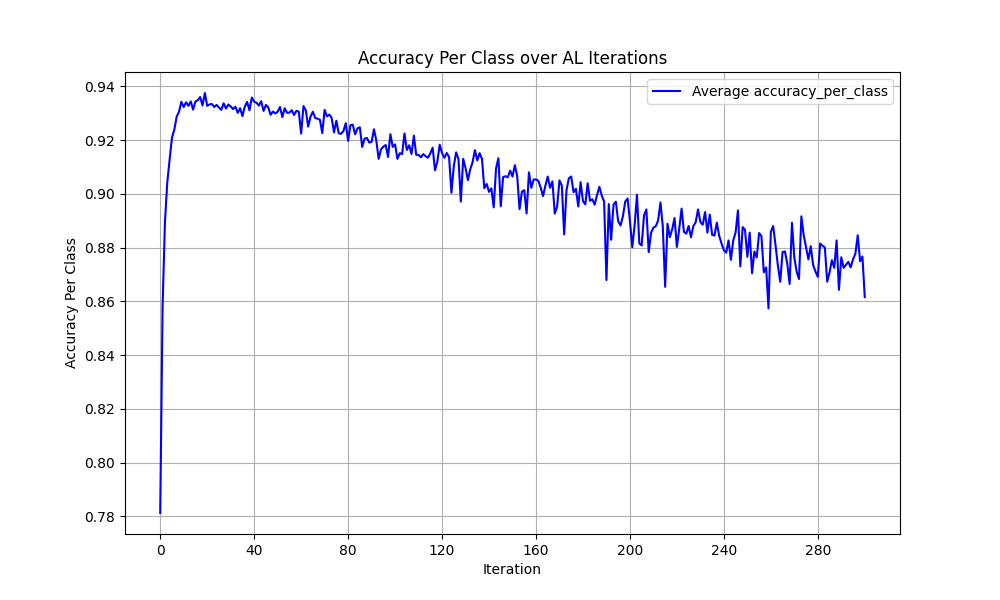 Accuracy Per Class over AL Iterations
Average accuracy_per_class
Accuracy Per Class
0.94
0.92
0.90
0.88
0.86
0.84
0.82
0.80
0.78
0 40 80 120 160 200 240 280
Iteration